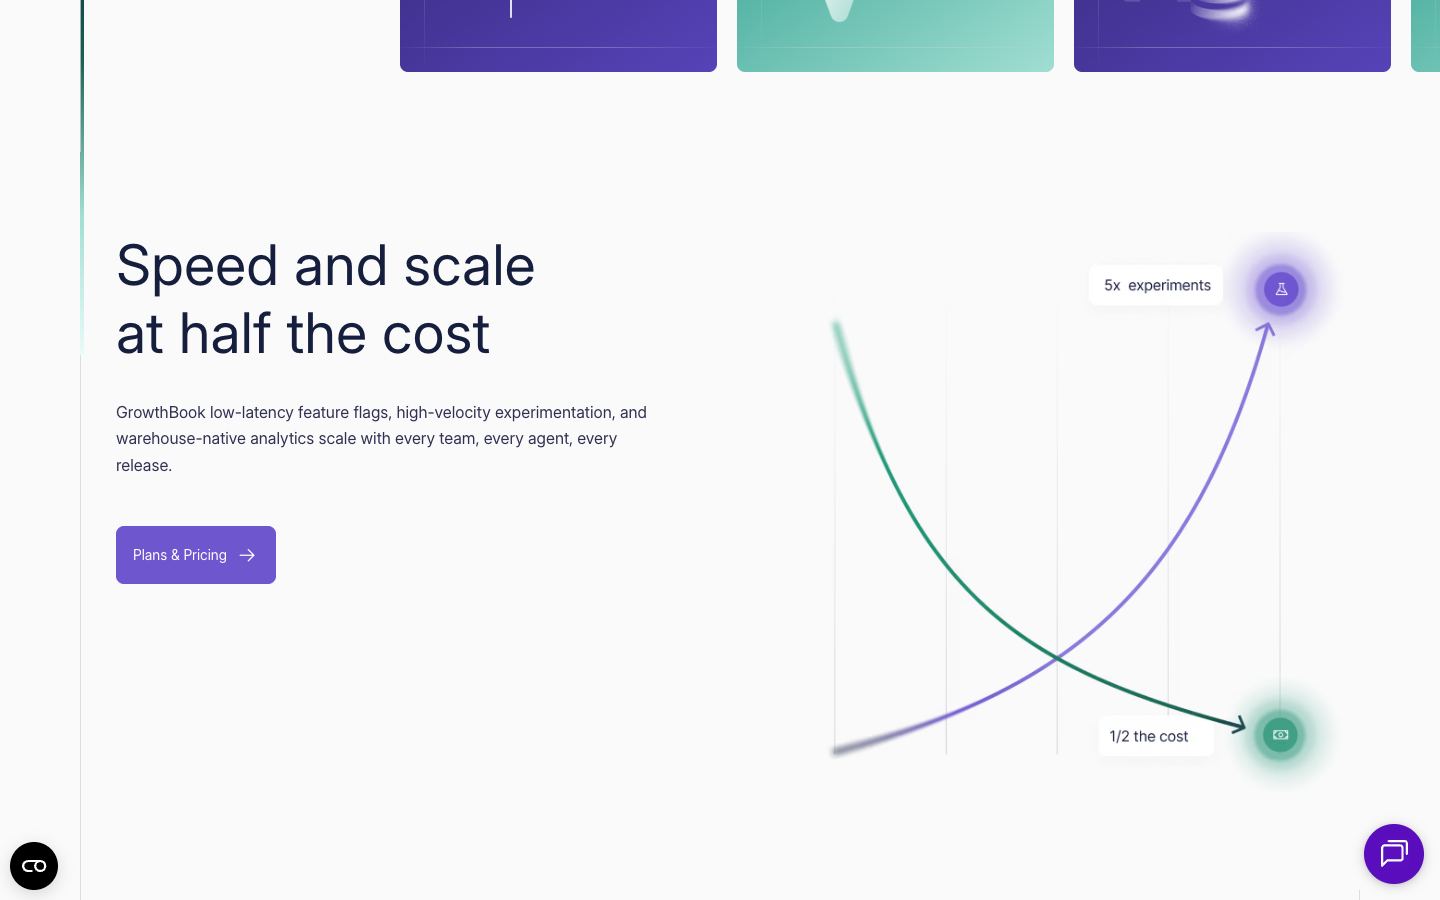 Speed and scale
at half the cost
GrowthBook low-latency feature flags, high-velocity experimentation, and
warehouse-native analytics scale with every team, every agent, every
release.
Plans & Pricing
5x experiments
1/2 the cost